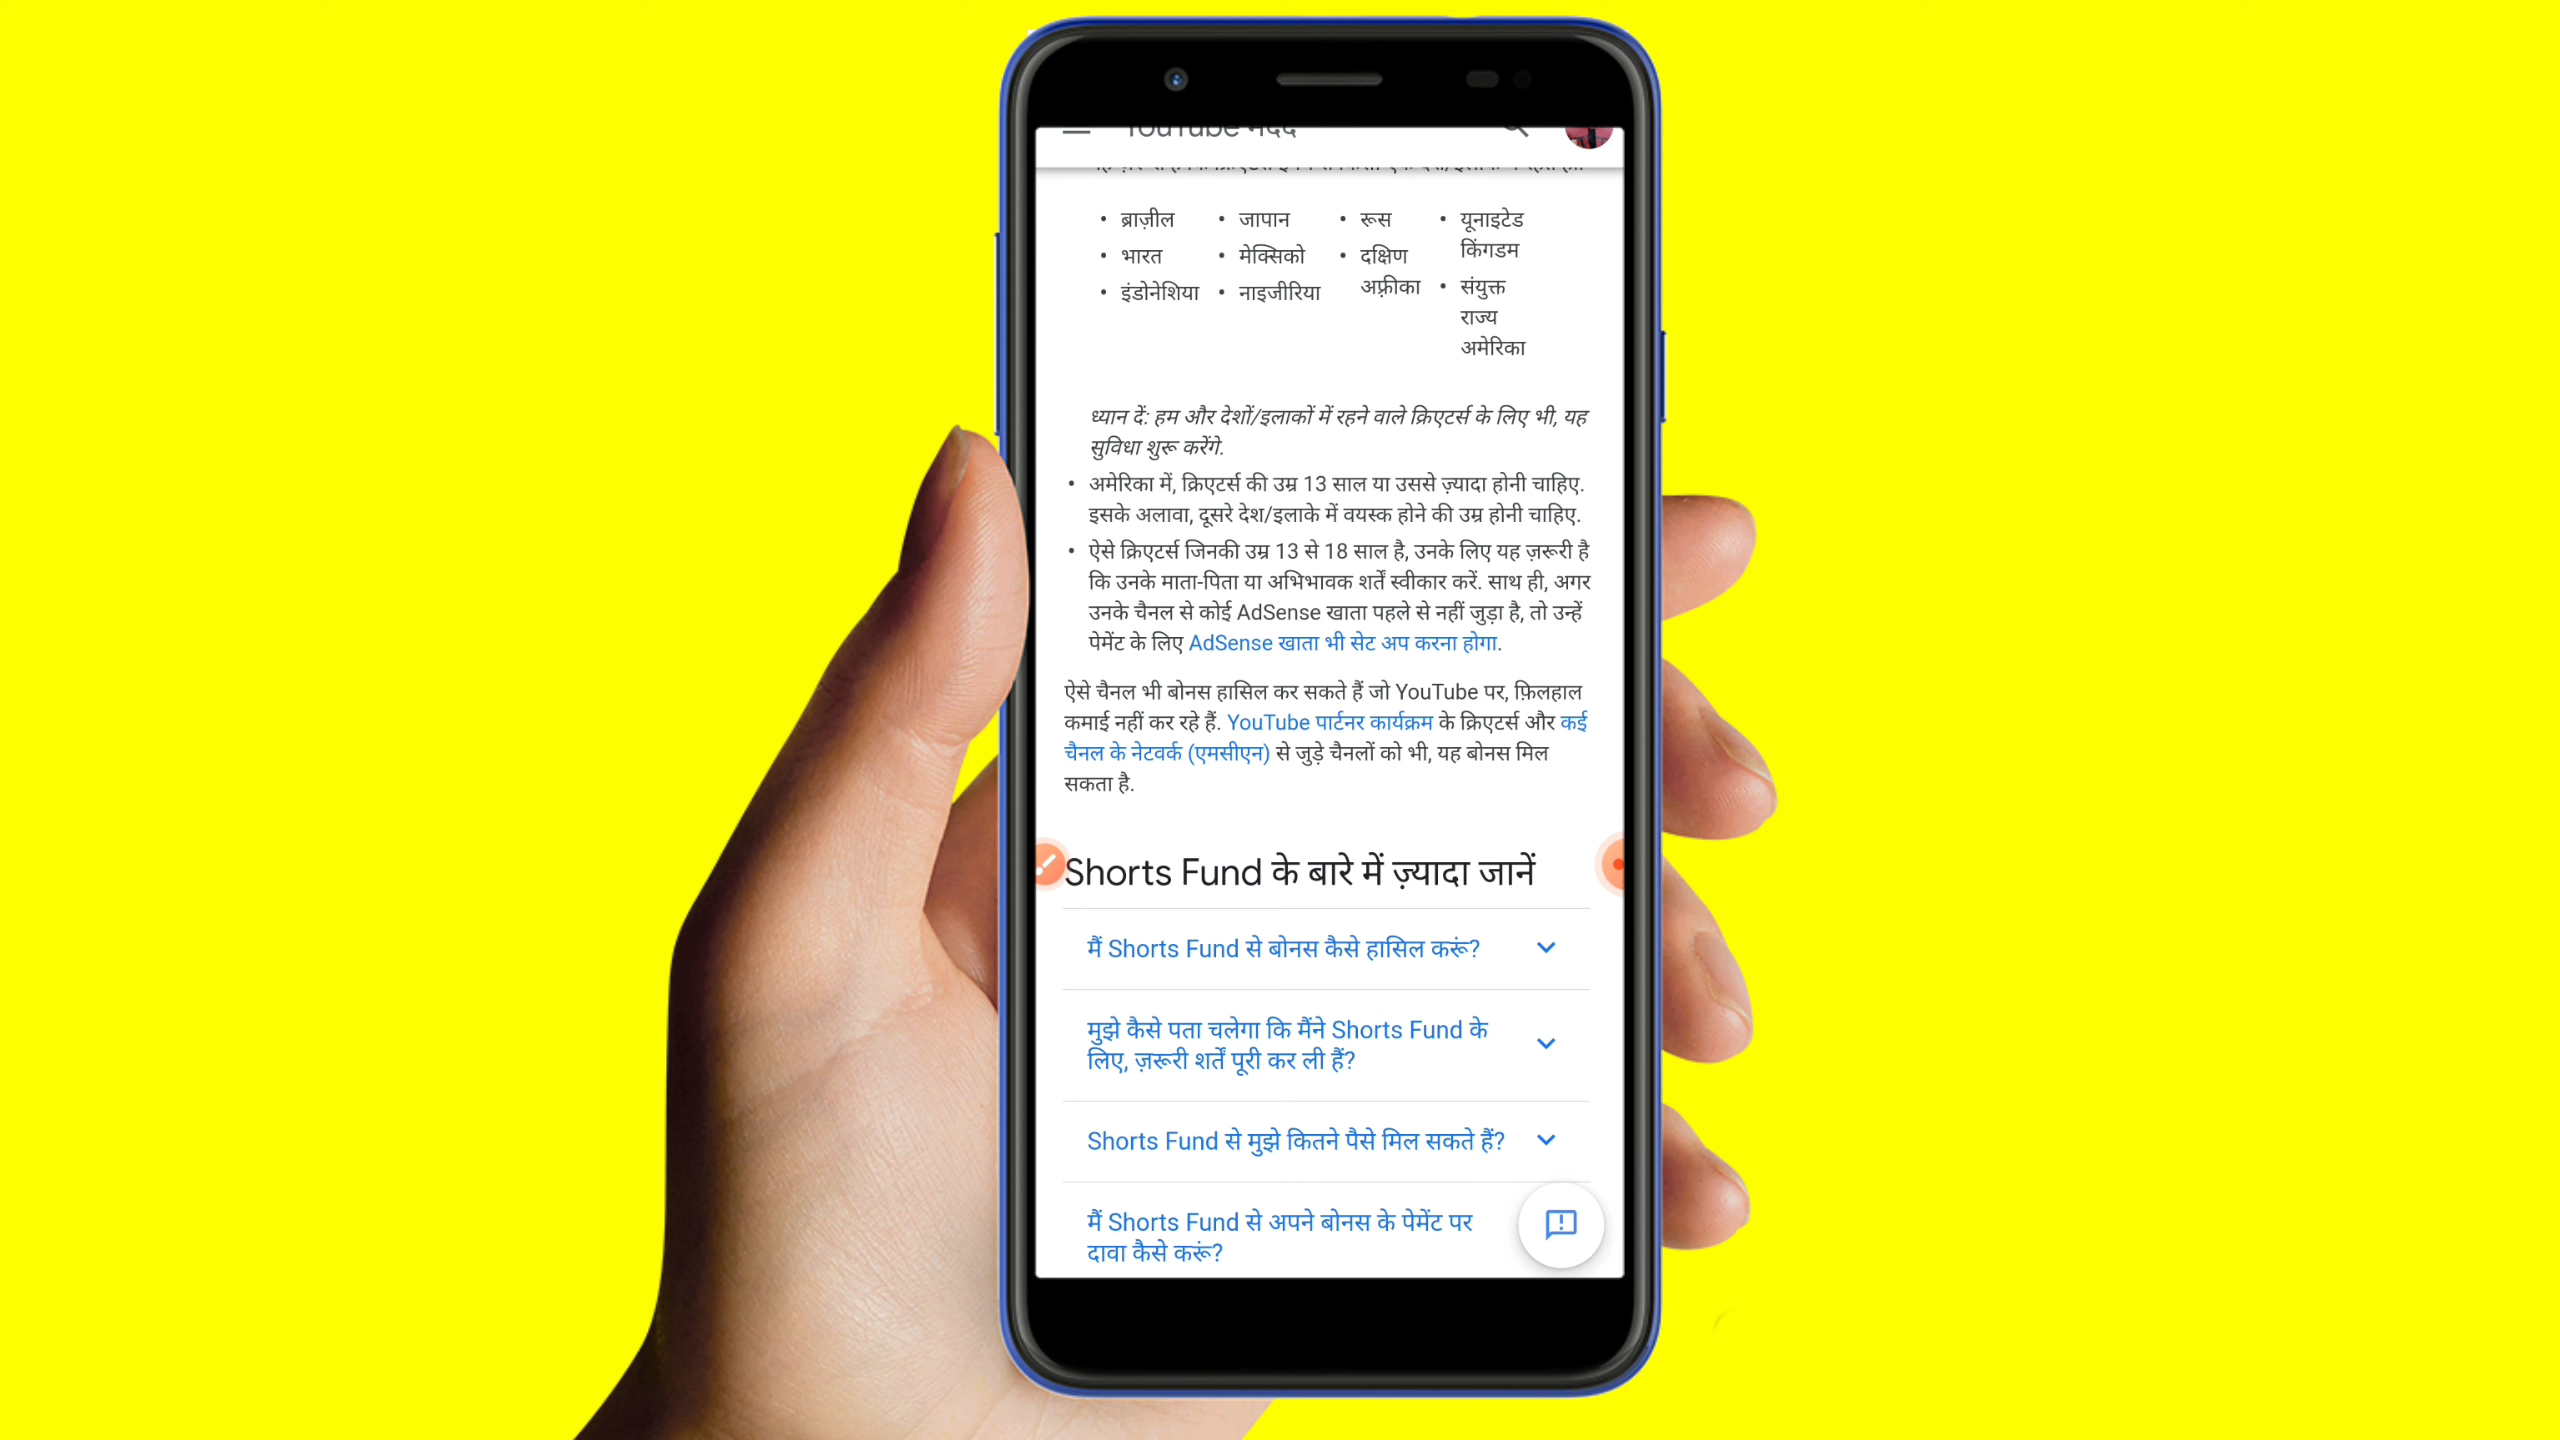 YouTube मदद
• ब्राज़ील
• भारत
• इंडोनेशिया
• जापान
• मेक्सिको
• नाइजीरिया
• रूस
• दक्षिण
अफ़्रीका
• यूनाइटेड
किंगडम
• संयुक्त
राज्य
अमेरिका
ध्यान दें: हम और देशों/इलाकों में रहने वाले क्रिएटर्स के लिए भी, यह
सुविधा शुरू करेंगे.
• अमेरिका में, क्रिएटर्स की उम्र 13 साल या उससे ज़्यादा होनी चाहिए.
इसके अलावा, दूसरे देश/इलाके में वयस्क होने की उम्र होनी चाहिए.
• ऐसे क्रिएटर्स जिनकी उम्र 13 से 18 साल है, उनके लिए यह ज़रूरी है
कि उनके माता-पिता या अभिभावक शर्तें स्वीकार करें. साथ ही, अगर
उनके चैनल से कोई AdSense खाता पहले से नहीं जुड़ा है, तो उन्हें
पेमेंट के लिए AdSense खाता भी सेट अप करना होगा.
ऐसे चैनल भी बोनस हासिल कर सकते हैं जो YouTube पर, फ़िलहाल
कमाई नहीं कर रहे हैं. YouTube पार्टनर कार्यक्रम के क्रिएटर्स और कई
चैनल के नेटवर्क (एमसीएन) से जुड़े चैनलों को भी, यह बोनस मिल
सकता है.
Shorts Fund के बारे में ज़्यादा जानें
मैं Shorts Fund से बोनस कैसे हासिल करूं?
मुझे कैसे पता चलेगा कि मैंने Shorts Fund के
लिए, ज़रूरी शर्तें पूरी कर ली हैं?
Shorts Fund से मुझे कितने पैसे मिल सकते हैं?
मैं Shorts Fund से अपने बोनस के पेमेंट पर
दावा कैसे करूं?